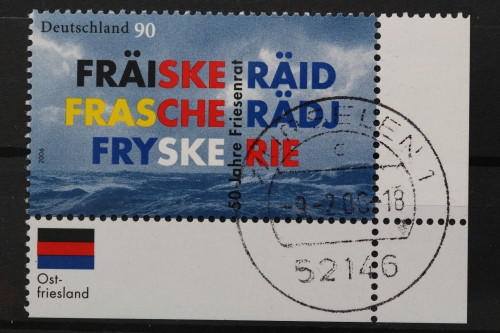 Deutschland 90
FRÄISKE RÄID
FRASCHE RÄDJ
FRYSKE RIE
50 Jahre Friesenrat
2006
-9.-2.06-18
52146
Ost-
friesland